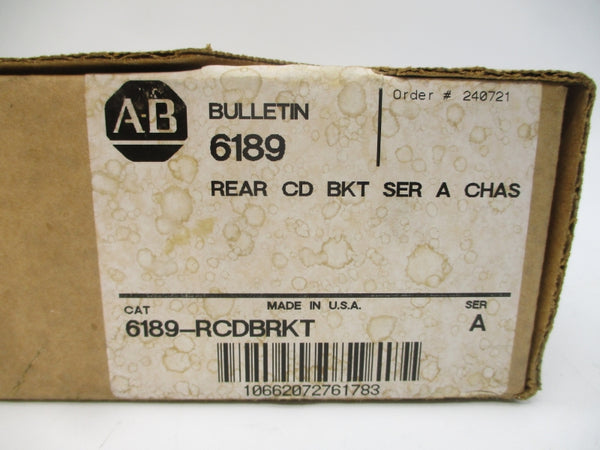 A-B
BULLETIN
6189
Order # 240721
REAR CD BKT SER A CHAS
CAT
MADE IN U.S.A.
SER
6189-RCDBRKT
A
10662072761783